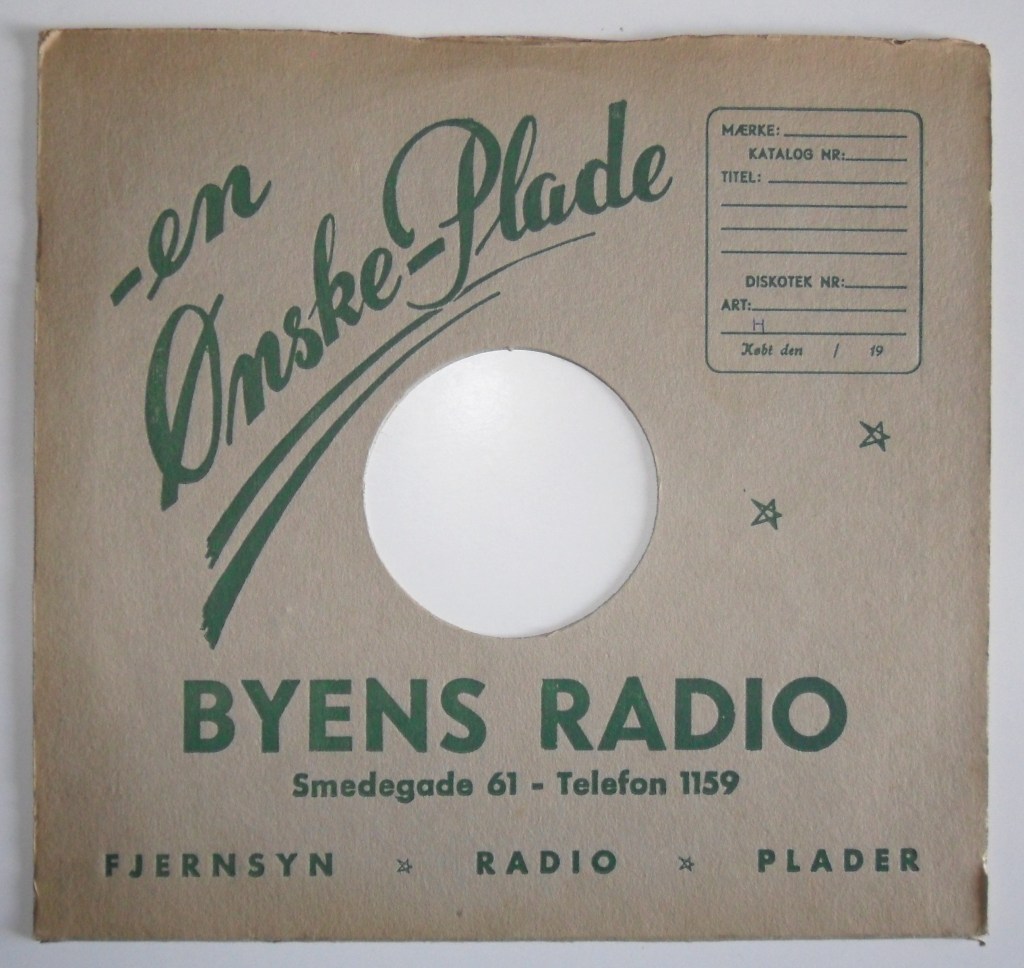 -en
Ønske-Plade
MÆRKE:
KATALOG NR:
TITEL:
DISKOTEK NR:
ART:
H
Købt den / 19
BYENS RADIO
Smedegade 61 - Telefon 1159
FJERNSYN ☆ RADIO ☆ PLADER